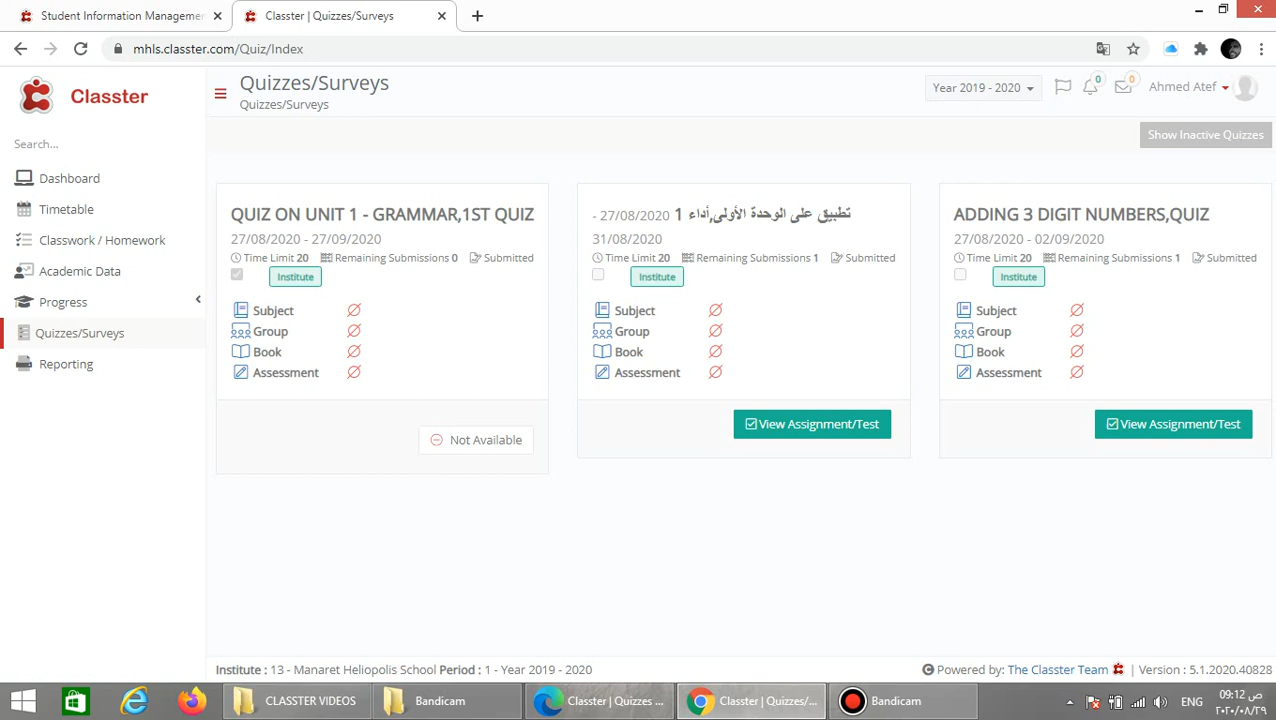 Student Information Managemen
Classter | Quizzes/Surveys
mhls.classter.com/Quiz/Index
Classter
Quizzes/Surveys
Quizzes/Surveys
Year 2019 - 2020
0
0
Ahmed Atef
Show Inactive Quizzes
Search...
Dashboard
Timetable
Classwork / Homework
Academic Data
Progress
Quizzes/Surveys
Reporting
QUIZ ON UNIT 1 - GRAMMAR,1ST QUIZ
27/08/2020 - 27/09/2020
Time Limit 20 Remaining Submissions 0 Submitted
Institute
Subject
Group
Book
Assessment
Not Available
تطبيق على الوحدة الأولى,أداء 1 27/08/2020 -
31/08/2020
Time Limit 20 Remaining Submissions 1 Submitted
Institute
Subject
Group
Book
Assessment
View Assignment/Test
ADDING 3 DIGIT NUMBERS,QUIZ
27/08/2020 - 02/09/2020
Time Limit 20 Remaining Submissions 1 Submitted
Institute
Subject
Group
Book
Assessment
View Assignment/Test
Institute : 13 - Manaret Heliopolis School Period : 1 - Year 2019 - 2020
Powered by: The Classter Team | Version : 5.1.2020.40828
CLASSTER VIDEOS
Bandicam
Classter | Quizzes ...
Classter | Quizzes/...
Bandicam
ENG
09:12 ص
٢٠٢٠/٠٨/٢٩